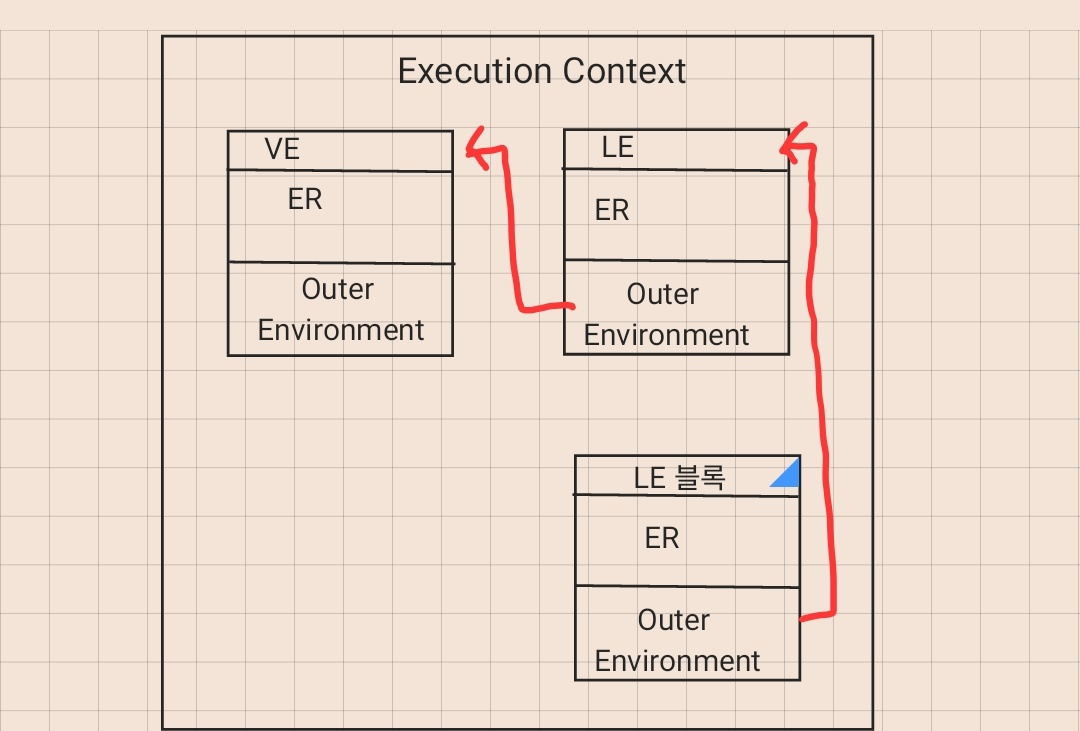 Execution Context
VE
ER
Outer
Environment
LE
ER
Outer
Environment
LE 블록
ER
Outer
Environment